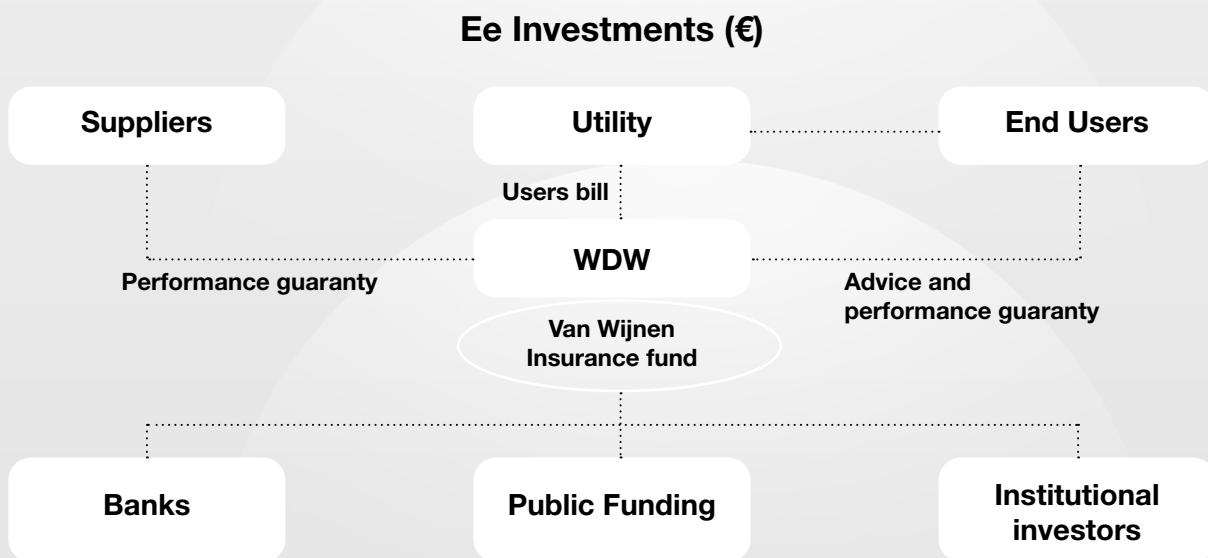 Ee Investments (€)
Suppliers
Utility
End Users
Users bill
WDW
Performance guaranty
Advice and
performance guaranty
Van Wijnen
Insurance fund
Banks
Public Funding
Institutional
investors